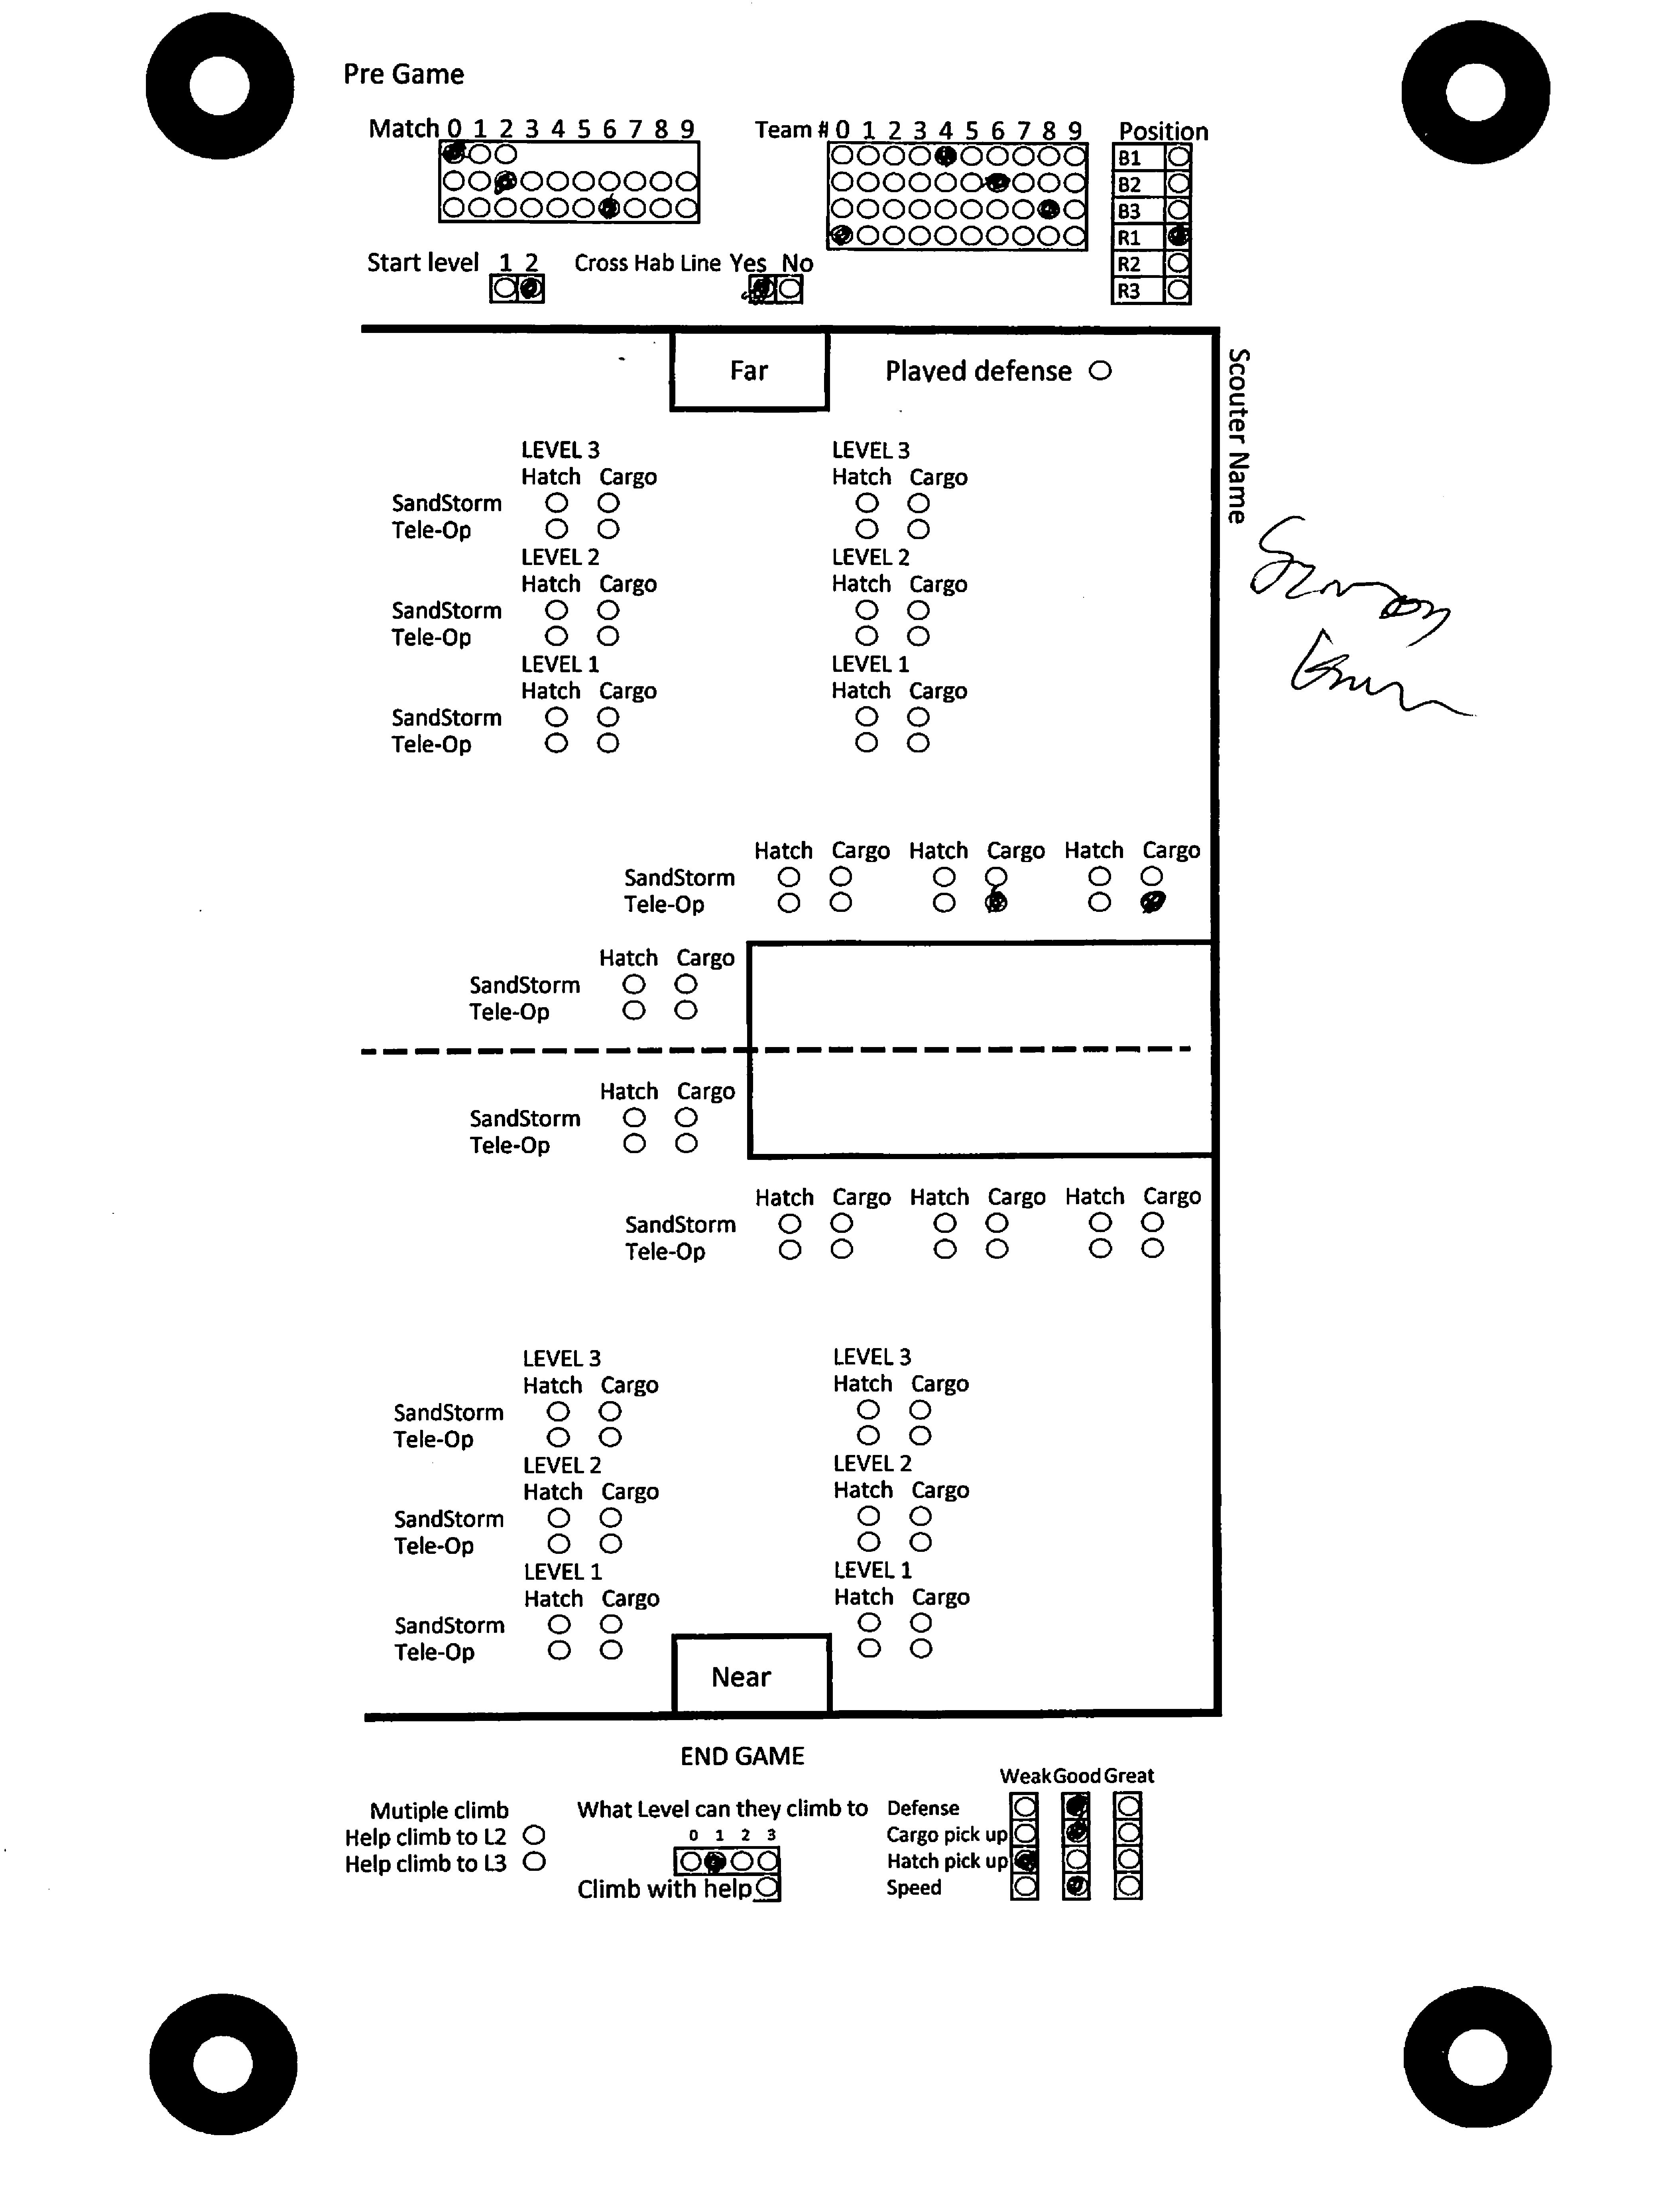 Pre Game
Match 0 1 2 3 4 5 6 7 8 9
Team # 0 1 2 3 4 5 6 7 8 9
Position
B1
B2
B3
R1
R2
R3
Start level 1 2
Cross Hab Line Yes No
Far
Played defense
Scouter Name
LEVEL 3 LEVEL 3
Hatch Cargo Hatch Cargo
SandStorm
Tele-Op
LEVEL 2 LEVEL 2
Hatch Cargo Hatch Cargo
SandStorm
Tele-Op
LEVEL 1 LEVEL 1
Hatch Cargo Hatch Cargo
SandStorm
Tele-Op
Hatch Cargo Hatch Cargo Hatch Cargo
SandStorm
Tele-Op
Hatch Cargo
SandStorm
Tele-Op
Hatch Cargo
SandStorm
Tele-Op
Hatch Cargo Hatch Cargo Hatch Cargo
SandStorm
Tele-Op
LEVEL 3 LEVEL 3
Hatch Cargo Hatch Cargo
SandStorm
Tele-Op
LEVEL 2 LEVEL 2
Hatch Cargo Hatch Cargo
SandStorm
Tele-Op
LEVEL 1 LEVEL 1
Hatch Cargo Hatch Cargo
SandStorm
Tele-Op
Near
END GAME
Mutiple climb
Help climb to L2
Help climb to L3
What Level can they climb to
0 1 2 3
Climb with help
Weak Good Great
Defense
Cargo pick up
Hatch pick up
Speed